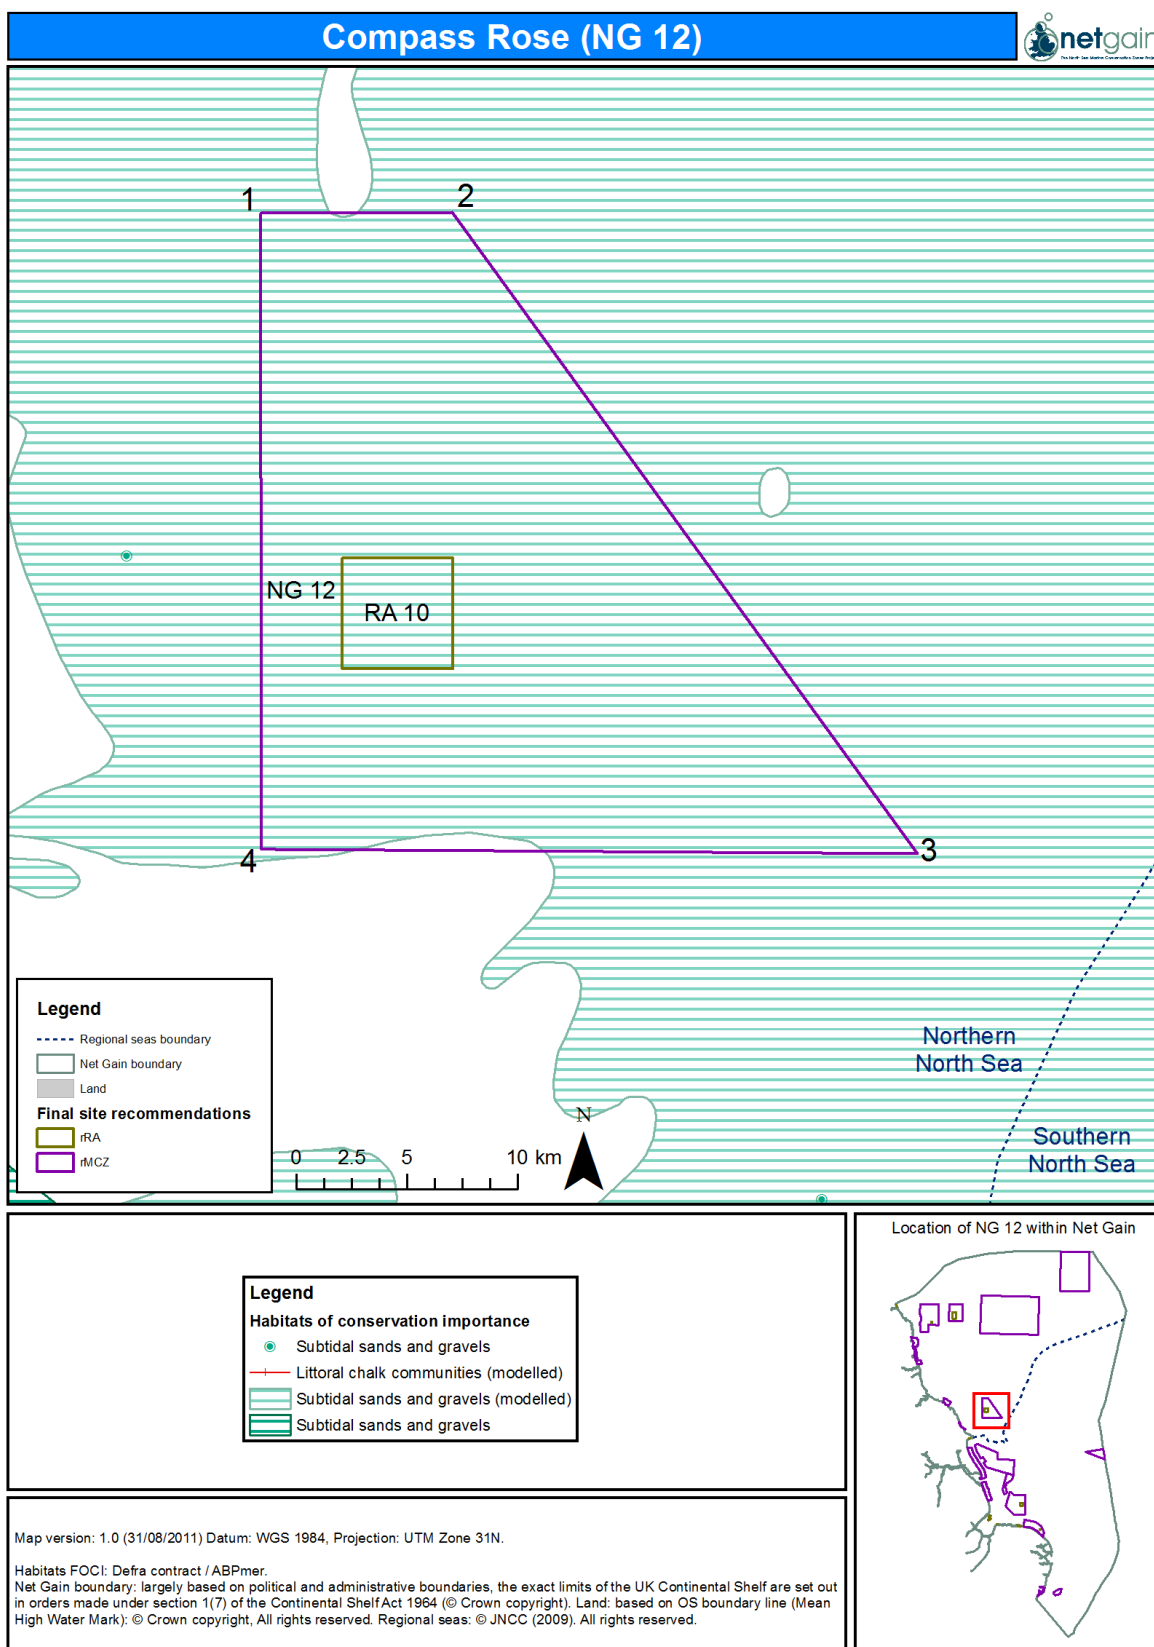 Compass Rose (NG 12)
netgain
1
2
NG 12
RA 10
4
3
Northern
North Sea
Southern
North Sea
Legend
Regional seas boundary
Net Gain boundary
Land
Final site recommendations
rRA
rMCZ
0 2.5 5 10 km
N
Location of NG 12 within Net Gain
Legend
Habitats of conservation importance
Subtidal sands and gravels
Littoral chalk communities (modelled)
Subtidal sands and gravels (modelled)
Subtidal sands and gravels
Map version: 1.0 (31/08/2011) Datum: WGS 1984, Projection: UTM Zone 31N.
Habitats FOCI: Defra contract / ABPmer.
Net Gain boundary: largely based on political and administrative boundaries, the exact limits of the UK Continental Shelf are set out
in orders made under section 1(7) of the Continental Shelf Act 1964 (© Crown copyright). Land: based on OS boundary line (Mean
High Water Mark): © Crown copyright, All rights reserved. Regional seas: © JNCC (2009). All rights reserved.